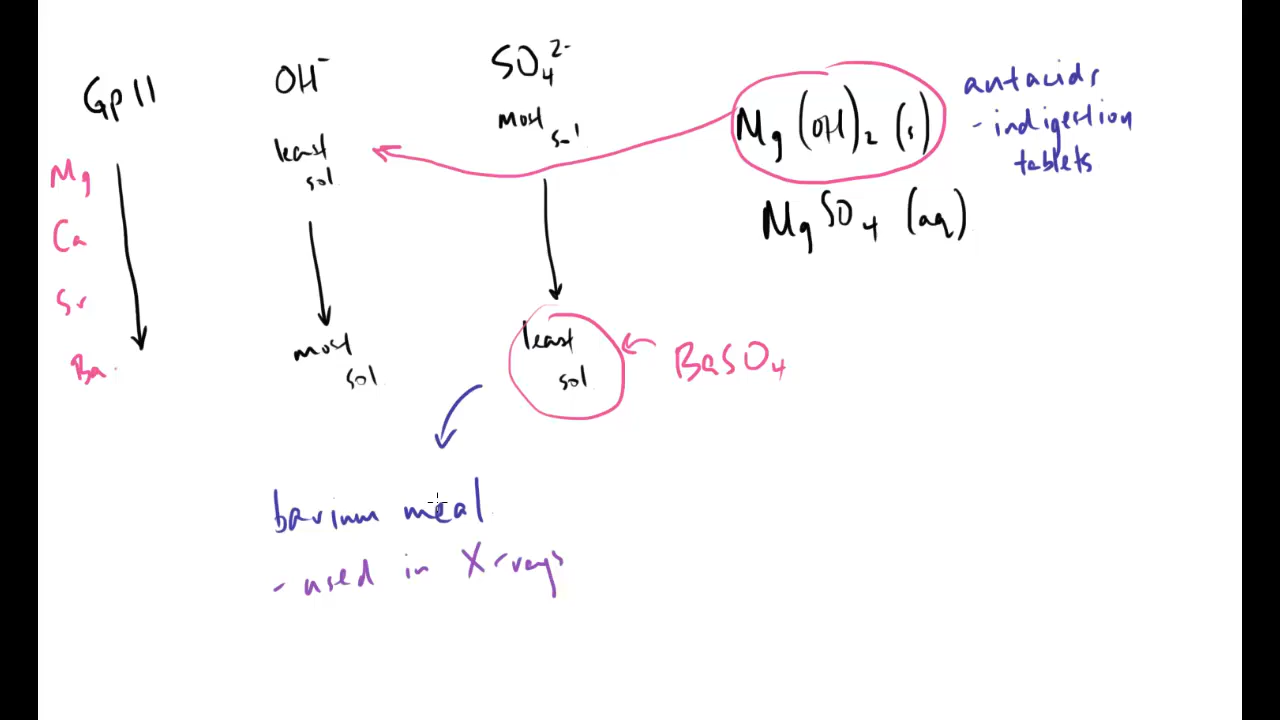 Gp II
OH⁻
SO₄²⁻
Mg
Ca
Sr
Ba
least
sol
most
sol
most
sol
least
sol
Mg(OH)₂ (s)
MgSO₄ (aq)
antacids
- indigestion
tablets
BaSO₄
barium meal
- used in X-rays